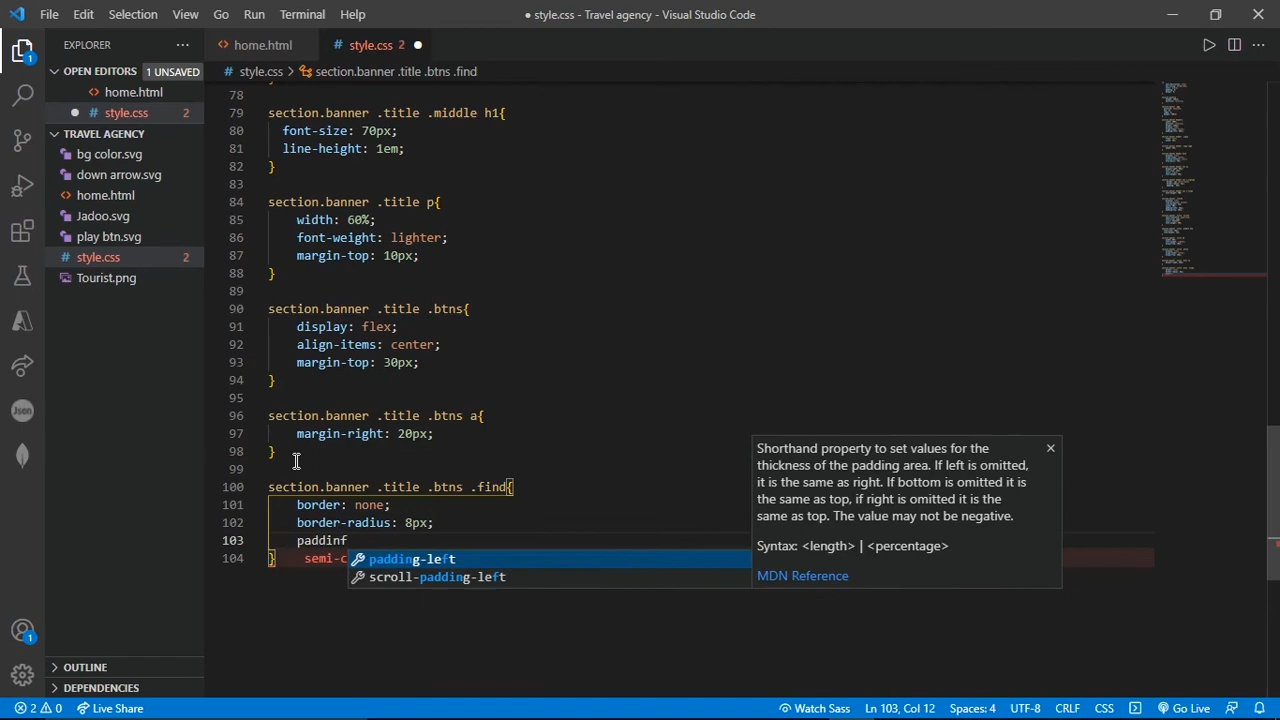 File Edit Selection View Go Run Terminal Help
● style.css - Travel agency - Visual Studio Code
EXPLORER
home.html
style.css 2
OPEN EDITORS 1 UNSAVED
style.css > section.banner .title .btns .find
home.html
style.css 2
TRAVEL AGENCY
bg color.svg
down arrow.svg
home.html
Jadoo.svg
play btn.svg
style.css 2
Tourist.png
78
79 section.banner .title .middle h1{
80 font-size: 70px;
81 line-height: 1em;
82 }
83
84 section.banner .title p{
85 width: 60%;
86 font-weight: lighter;
87 margin-top: 10px;
88 }
89
90 section.banner .title .btns{
91 display: flex;
92 align-items: center;
93 margin-top: 30px;
94 }
95
96 section.banner .title .btns a{
97 margin-right: 20px;
98 }
99
100 section.banner .title .btns .find{
101 border: none;
102 border-radius: 8px;
103 paddinf
104 } semi-c
padding-left
scroll-padding-left
Shorthand property to set values for the
thickness of the padding area. If left is omitted,
it is the same as right. If bottom is omitted it is
the same as top, if right is omitted it is the
same as top. The value may not be negative.
Syntax: <length> | <percentage>
MDN Reference
Json
1
1
OUTLINE
DEPENDENCIES
2 0 Live Share
Watch Sass Ln 103, Col 12 Spaces: 4 UTF-8 CRLF CSS Go Live